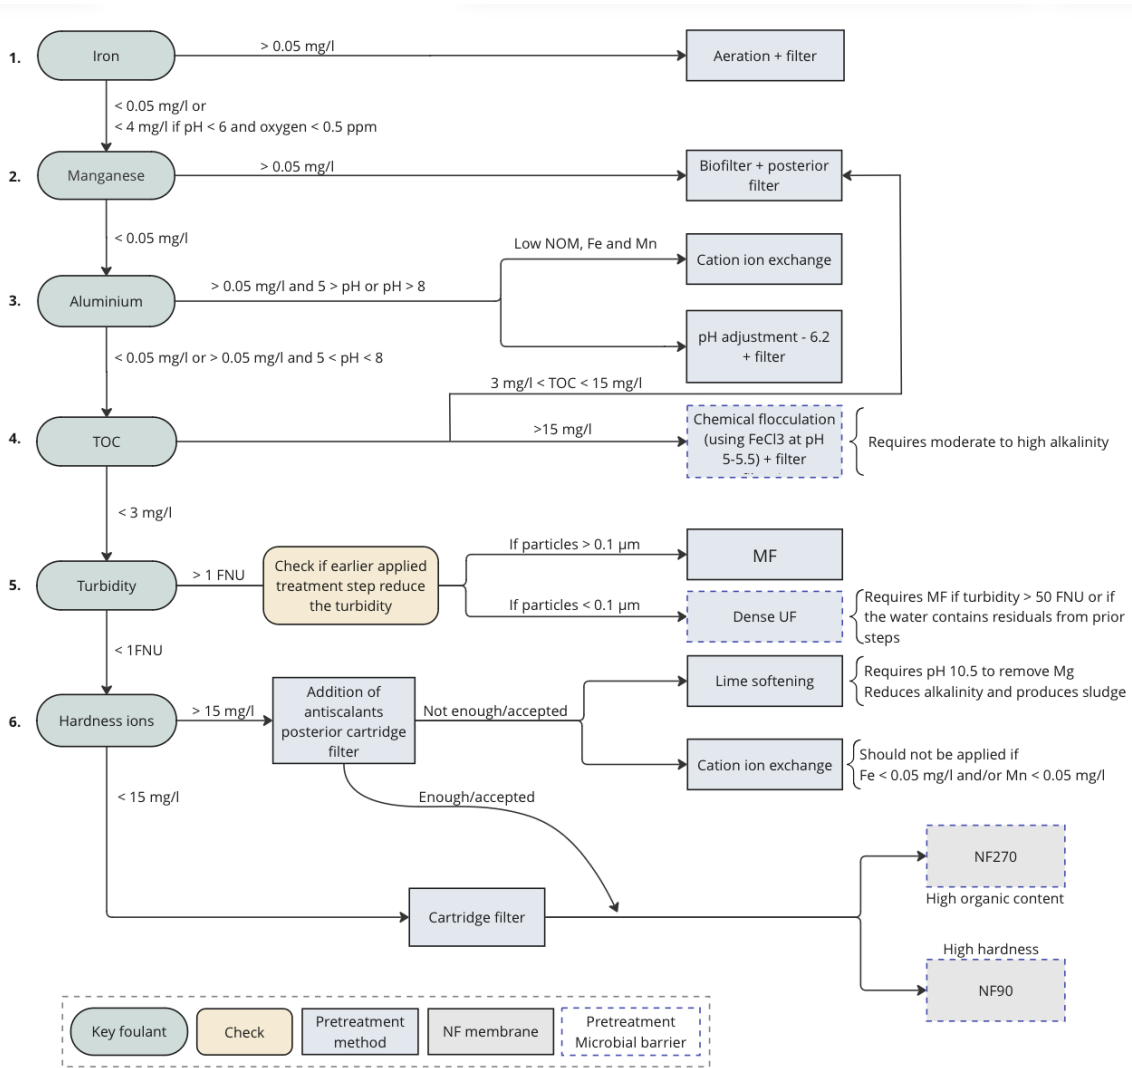 1.
Iron
> 0.05 mg/l
Aeration + filter
< 0.05 mg/l or
< 4 mg/l if pH < 6 and oxygen < 0.5 ppm
2.
Manganese
> 0.05 mg/l
Biofilter + posterior
filter
< 0.05 mg/l
Low NOM, Fe and Mn
Cation ion exchange
3.
Aluminium
> 0.05 mg/l and 5 > pH or pH > 8
pH adjustment - 6.2
+ filter
< 0.05 mg/l or > 0.05 mg/l and 5 < pH < 8
3 mg/l < TOC < 15 mg/l
4.
TOC
>15 mg/l
Chemical flocculation
(using FeCl3 at pH
5-5.5) + filter
Requires moderate to high alkalinity
< 3 mg/l
5.
Turbidity
> 1 FNU
Check if earlier applied
treatment step reduce
the turbidity
If particles > 0.1 μm
MF
If particles < 0.1 μm
Dense UF
Requires MF if turbidity > 50 FNU or if
the water contains residuals from prior
steps
< 1FNU
6.
Hardness ions
> 15 mg/l
Addition of
antiscalants
posterior cartridge
filter
Not enough/accepted
Lime softening
Requires pH 10.5 to remove Mg
Reduces alkalinity and produces sludge
Cation ion exchange
Should not be applied if
Fe < 0.05 mg/l and/or Mn < 0.05 mg/l
< 15 mg/l
Enough/accepted
Cartridge filter
NF270
High organic content
High hardness
NF90
Key foulant
Check
Pretreatment
method
NF membrane
Pretreatment
Microbial barrier